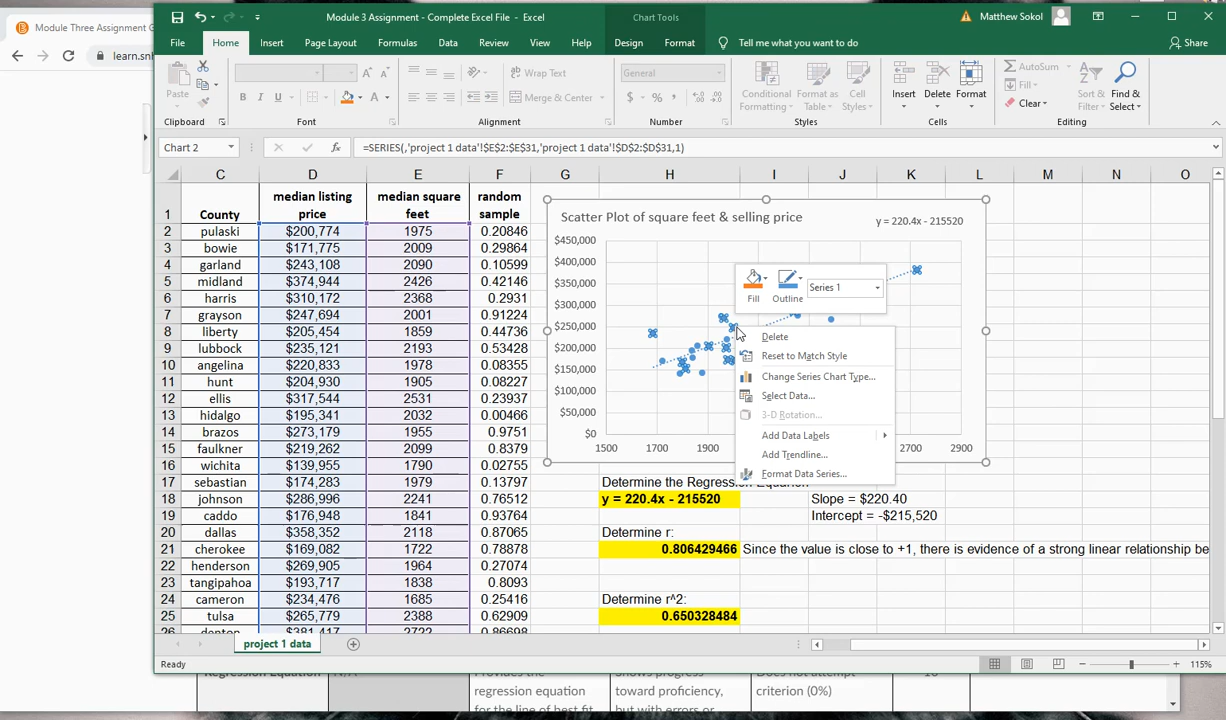 Module Three Assignment G
learn.snh
Module 3 Assignment - Complete Excel File - Excel
Chart Tools
Matthew Sokol
File Home Insert Page Layout Formulas Data Review View Help Design Format Tell me what you want to do Share
Paste
B I U
A A
Wrap Text
Merge & Center
General
$ % ,
Conditional Formatting
Format as Table
Cell Styles
Insert Delete Format
AutoSum
Fill
Clear
Sort & Filter
Find & Select
Clipboard Font Alignment Number Styles Cells Editing
Chart 2 fx =SERIES(,'project 1 data'!$E$2:$E$31,'project 1 data'!$D$2:$D$31,1)
C D E F G H I J K L M N O
1 County median listing price median square feet random sample
2 pulaski $200,774 1975 0.20846
3 bowie $171,775 2009 0.29864
4 garland $243,108 2090 0.10599
5 midland $374,944 2426 0.42146
6 harris $310,172 2368 0.2931
7 gregg $247,694 2001 0.91224
8 liberty $205,454 1859 0.44736
9 lubbock $235,121 2193 0.53428
10 angelina $220,833 1978 0.08355
11 hunt $204,930 1905 0.08227
12 ellis $317,544 2531 0.23937
13 hidalgo $195,341 2032 0.00466
14 brazos $273,179 1955 0.9751
15 faulkner $219,262 2099 0.8379
16 wichita $139,955 1790 0.02755
17 sebastian $174,283 1979 0.13797
18 johnson $286,996 2241 0.76512
19 caddo $176,948 1841 0.93764
20 dallas $358,352 2118 0.87065
21 cherokee $169,082 1722 0.78878
22 henderson $269,905 1964 0.27074
23 tangipahoa $193,717 1838 0.8093
24 cameron $234,476 1685 0.25416
25 tulsa $265,779 2388 0.62909
26 denton $381,417 2722 0.86698
Scatter Plot of square feet & selling price
y = 220.4x - 215520
$450,000
$400,000
$350,000
$300,000
$250,000
$200,000
$150,000
$100,000
$50,000
$0
1500 1700 1900 2700 2900
Fill Outline Series 1
Delete
Reset to Match Style
Change Series Chart Type...
Select Data...
3-D Rotation...
Add Data Labels
Add Trendline...
Format Data Series...
Determine the Regression Equation
y = 220.4x - 215520
Slope = $220.40
Intercept = -$215,520
Determine r:
0.806429466 Since the value is close to +1, there is evidence of a strong linear relationship be
Determine r^2:
0.650328484
project 1 data
Ready
115%
Regression Equation N/A
provides the
regression equation
for the line of best fit
Shows progress
toward proficiency,
but with errors or
Does not attempt
criterion (0%)